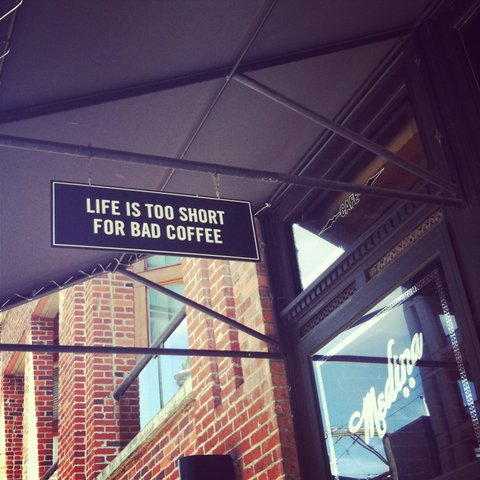 LIFE IS TOO SHORT
FOR BAD COFFEE
CAFE
Medina